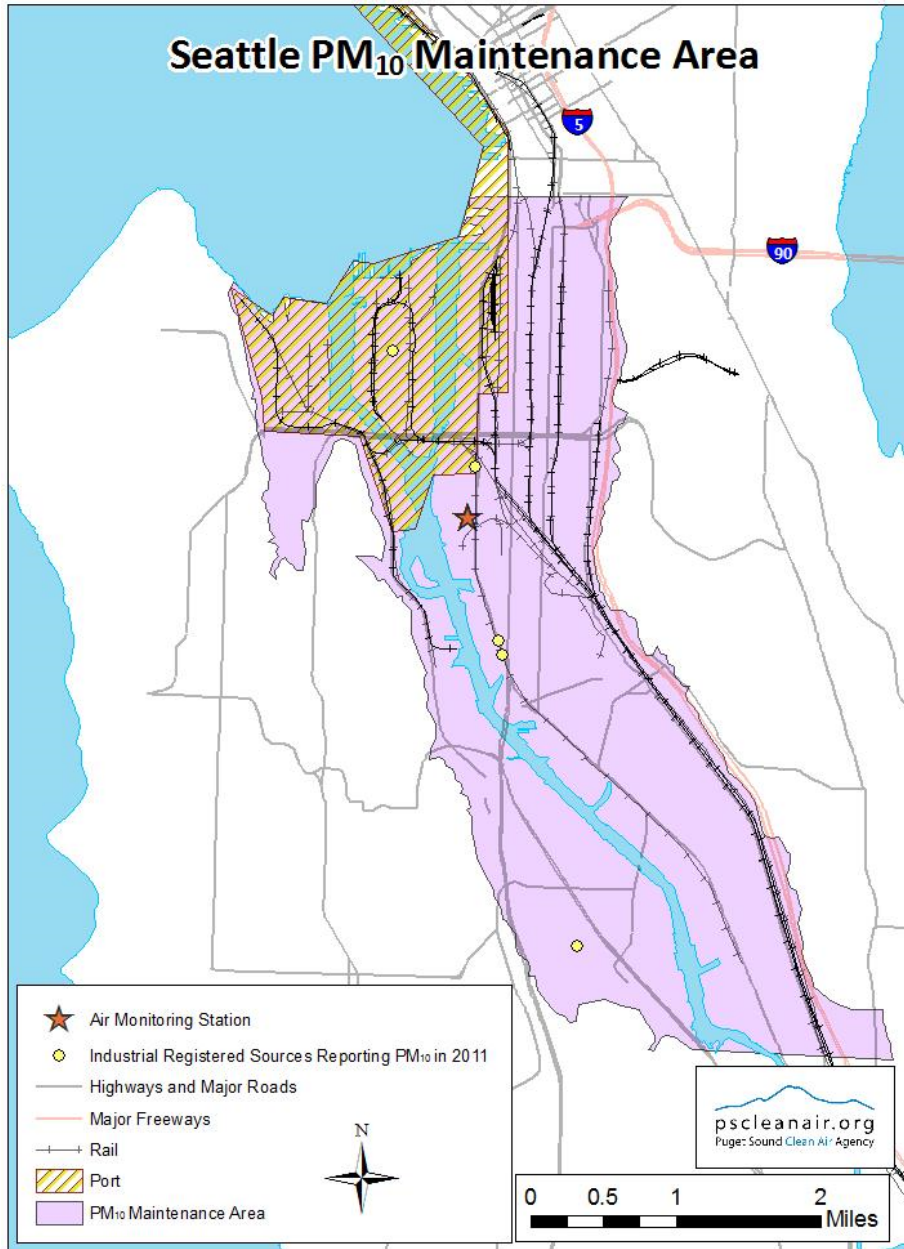 Seattle PM₁₀ Maintenance Area
5
90
Air Monitoring Station
Industrial Registered Sources Reporting PM₁₀ in 2011
Highways and Major Roads
Major Freeways
Rail
Port
PM₁₀ Maintenance Area
N
pscleanair.org
Puget Sound Clean Air Agency
0 0.5 1 2
Miles